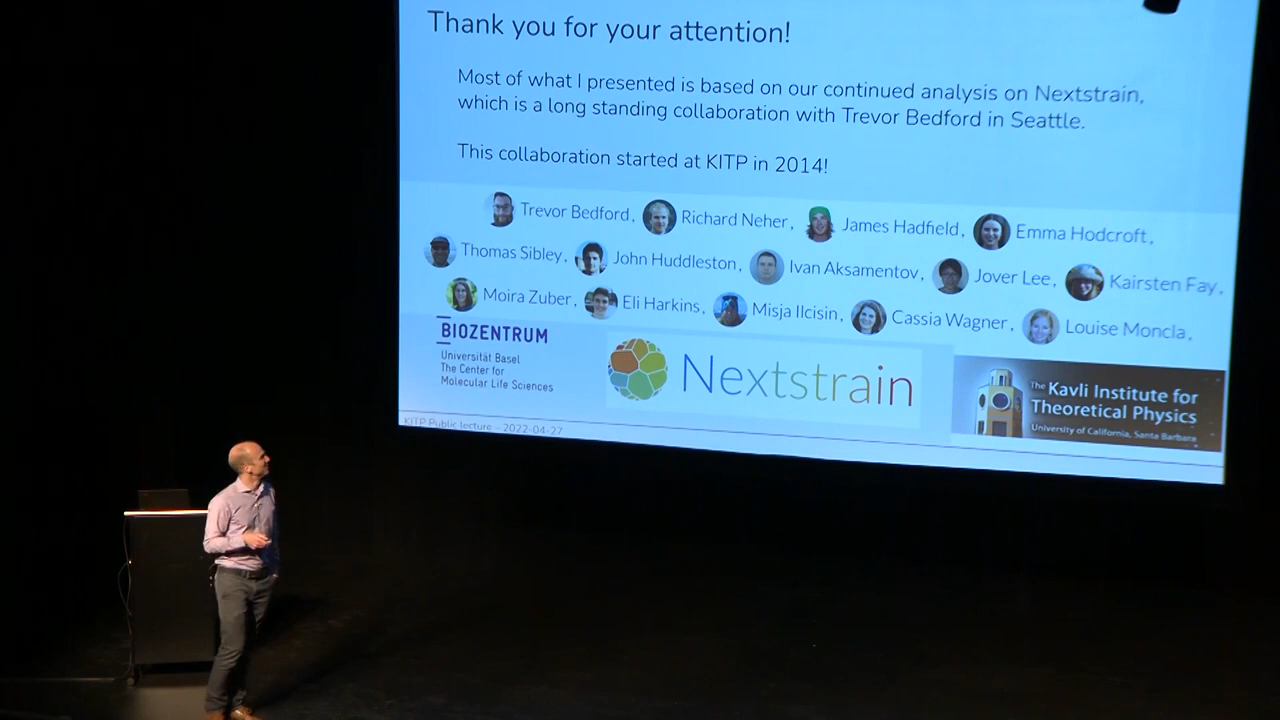 Thank you for your attention!
Most of what I presented is based on our continued analysis on Nextstrain,
which is a long standing collaboration with Trevor Bedford in Seattle.
This collaboration started at KITP in 2014!
Trevor Bedford, Richard Neher, James Hadfield, Emma Hodcroft,
Thomas Sibley, John Huddleston, Ivan Aksamentov, Jover Lee, Kairsten Fay,
Moira Zuber, Eli Harkins, Misja Ilcisin, Cassia Wagner, Louise Moncla,
BIOZENTRUM
Universität Basel
The Center for
Molecular Life Sciences
Nextstrain
The Kavli Institute for
Theoretical Physics
University of California, Santa Barbara
KITP Public lecture – 2022-04-27